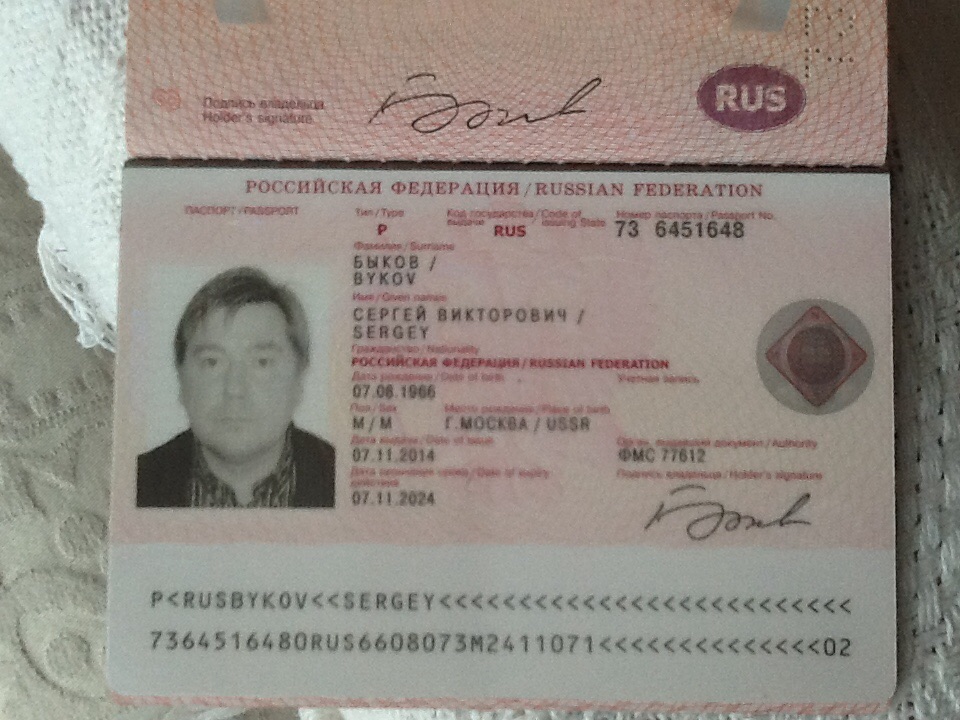 Подпись владельца
Holder's signature
RUS
РОССИЙСКАЯ ФЕДЕРАЦИЯ / RUSSIAN FEDERATION
ПАСПОРТ / PASSPORT
Тип / Type
Код государства / Code of
выдачи issuing State
Номер паспорта / Passport No.
P
RUS
73 6451648
Фамилия / Surname
БЫКОВ /
BYKOV
Имя / Given names
СЕРГЕЙ ВИКТОРОВИЧ /
SERGEY
Гражданство / Nationality
РОССИЙСКАЯ ФЕДЕРАЦИЯ / RUSSIAN FEDERATION
Дата рождения / Date of birth
Учетная запись
07.08.1966
Пол / Sex
Место рождения / Place of birth
М / M
Г.МОСКВА / USSR
Дата выдачи / Date of issue
Орган, выдавший документ / Authority
07.11.2014
ФМС 77612
Дата окончания срока / Date of expiry
действия
Подпись владельца / Holder's signature
07.11.2024
P<RUSBYKOV<<SERGEY<<<<<<<<<<<<<<<<<<<<<<<<<<
7364516480RUS6608073M2411071<<<<<<<<<<<<<<02